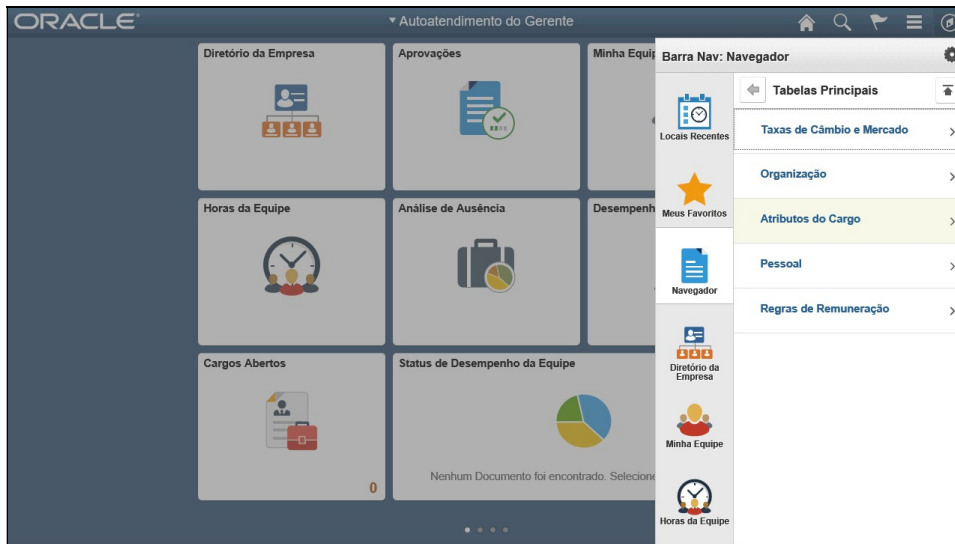 ORACLE
Autoatendimento do Gerente
Diretório da Empresa
Aprovações
Minha Equip
Horas da Equipe
Análise de Ausência
Desempenh
Cargos Abertos
0
Status de Desempenho da Equipe
Nenhum Documento foi encontrado. Selecione
Barra Nav: Navegador
Locais Recentes
Meus Favoritos
Navegador
Diretório da
Empresa
Minha Equipe
Horas da Equipe
Tabelas Principais
Taxas de Câmbio e Mercado
Organização
Atributos do Cargo
Pessoal
Regras de Remuneração